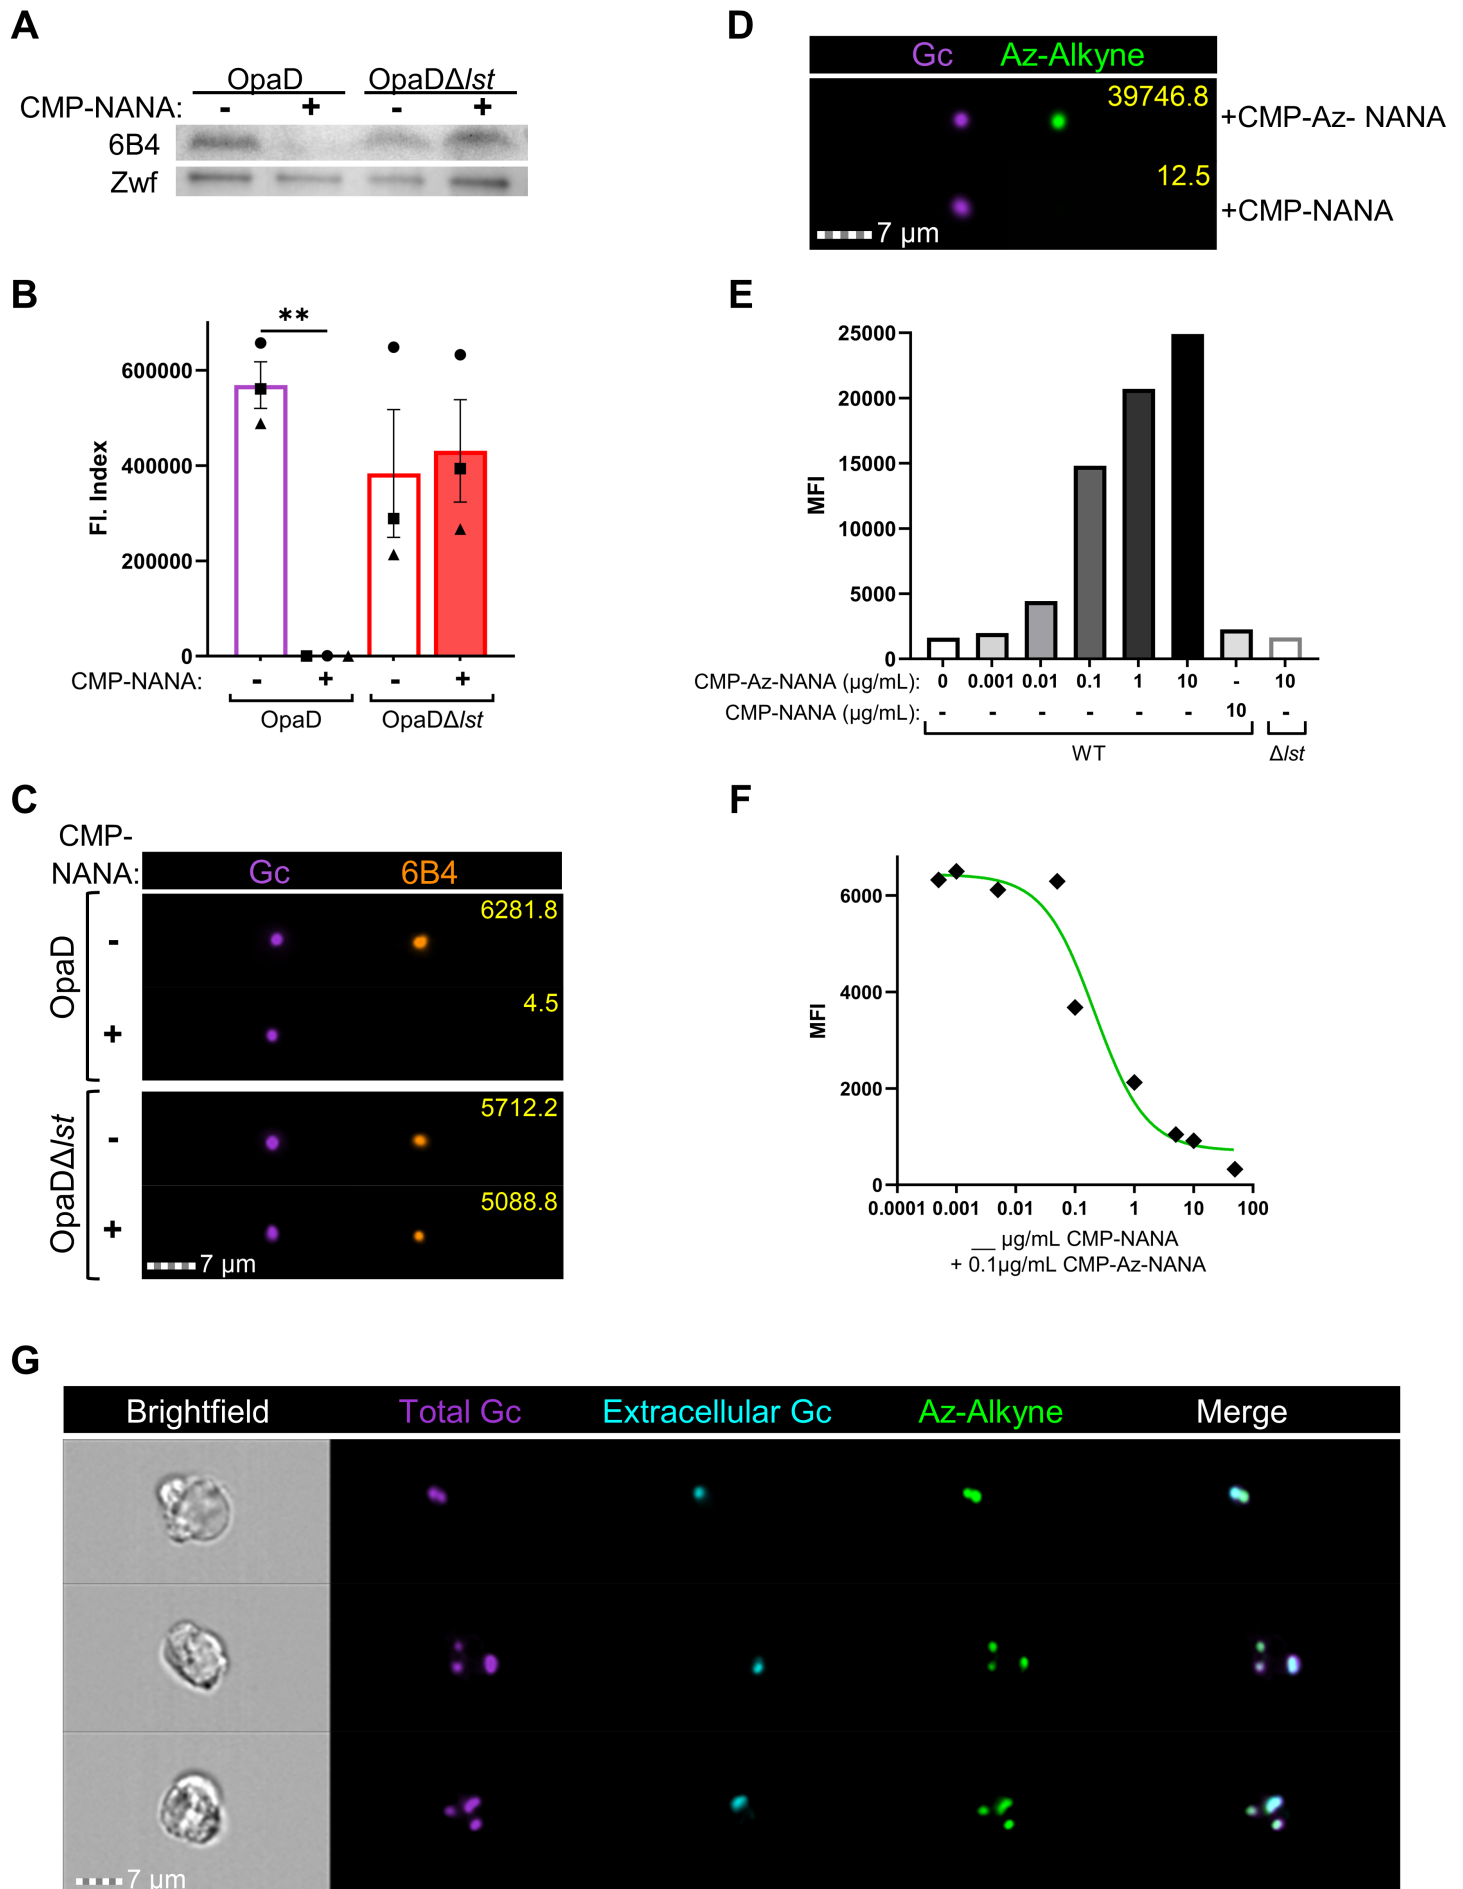 A
OpaD OpaDΔlst
CMP-NANA: - + - +
6B4
Zwf
B
**
600000
400000
200000
0
Fl. Index
CMP-NANA: - + - +
OpaD OpaDΔlst
C
CMP-
NANA: Gc 6B4
OpaD
- 6281.8
+ 4.5
OpaDΔlst
- 5712.2
+ 5088.8
7 µm
D
Gc Az-Alkyne
39746.8 +CMP-Az- NANA
12.5 +CMP-NANA
7 µm
E
25000
20000
15000
10000
5000
0
MFI
CMP-Az-NANA (µg/mL): 0 0.001 0.01 0.1 1 10 - 10
CMP-NANA (µg/mL): - - - - - - 10 -
WT Δlst
F
6000
4000
2000
0
MFI
0.0001 0.001 0.01 0.1 1 10 100
__ µg/mL CMP-NANA
+ 0.1µg/mL CMP-Az-NANA
G
Brightfield Total Gc Extracellular Gc Az-Alkyne Merge
7 µm